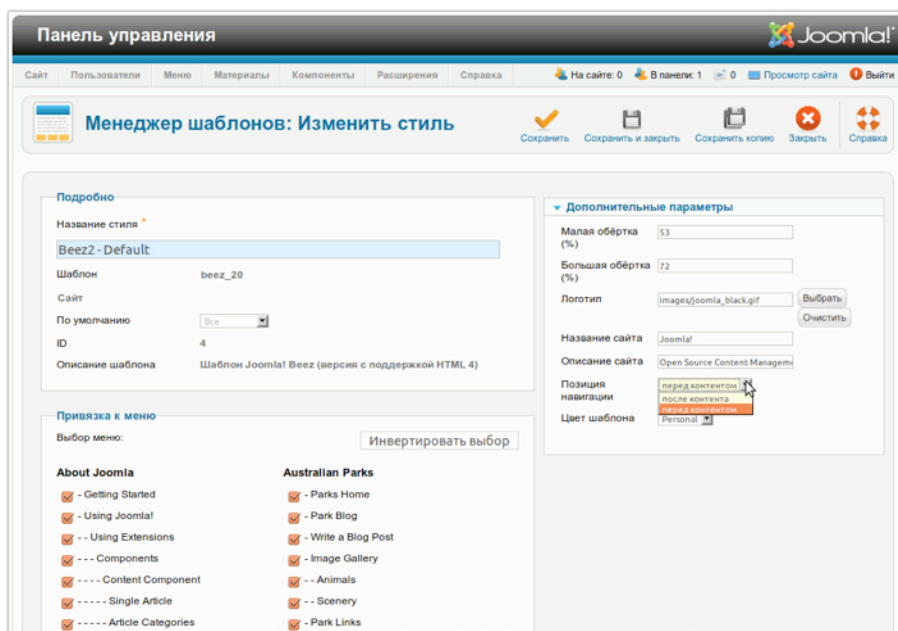 Панель управления
Joomla!
Сайт Пользователи Меню Материалы Компоненты Расширения Справка На сайте: 0 В панели: 1 0 Просмотр сайта Выйти
Менеджер шаблонов: Изменить стиль
Сохранить Сохранить и закрыть Сохранить копию Закрыть Справка
Подробно
Название стиля *
Beez2 - Default
Шаблон beez_20
Сайт
По умолчанию Все
ID 4
Описание шаблона Шаблон Joomla! Beez (версия с поддержкой HTML 4)
Привязка к меню
Выбор меню: Инвертировать выбор
About Joomla
- Getting Started
- Using Joomla!
- - Using Extensions
- - - Components
- - - - Content Component
- - - - - Single Article
- - - - - Article Categories
Australian Parks
- Parks Home
- Park Blog
- Write a Blog Post
- Image Gallery
- - Animals
- - Scenery
- Park Links
Дополнительные параметры
Малая обёртка (%) 53
Большая обёртка (%) 72
Логотип images/joomla_black.gif Выбрать
Очистить
Название сайта Joomla!
Описание сайта Open Source Content Managem
Позиция навигации перед контентом
после контента
перед контентом
Цвет шаблона Personal